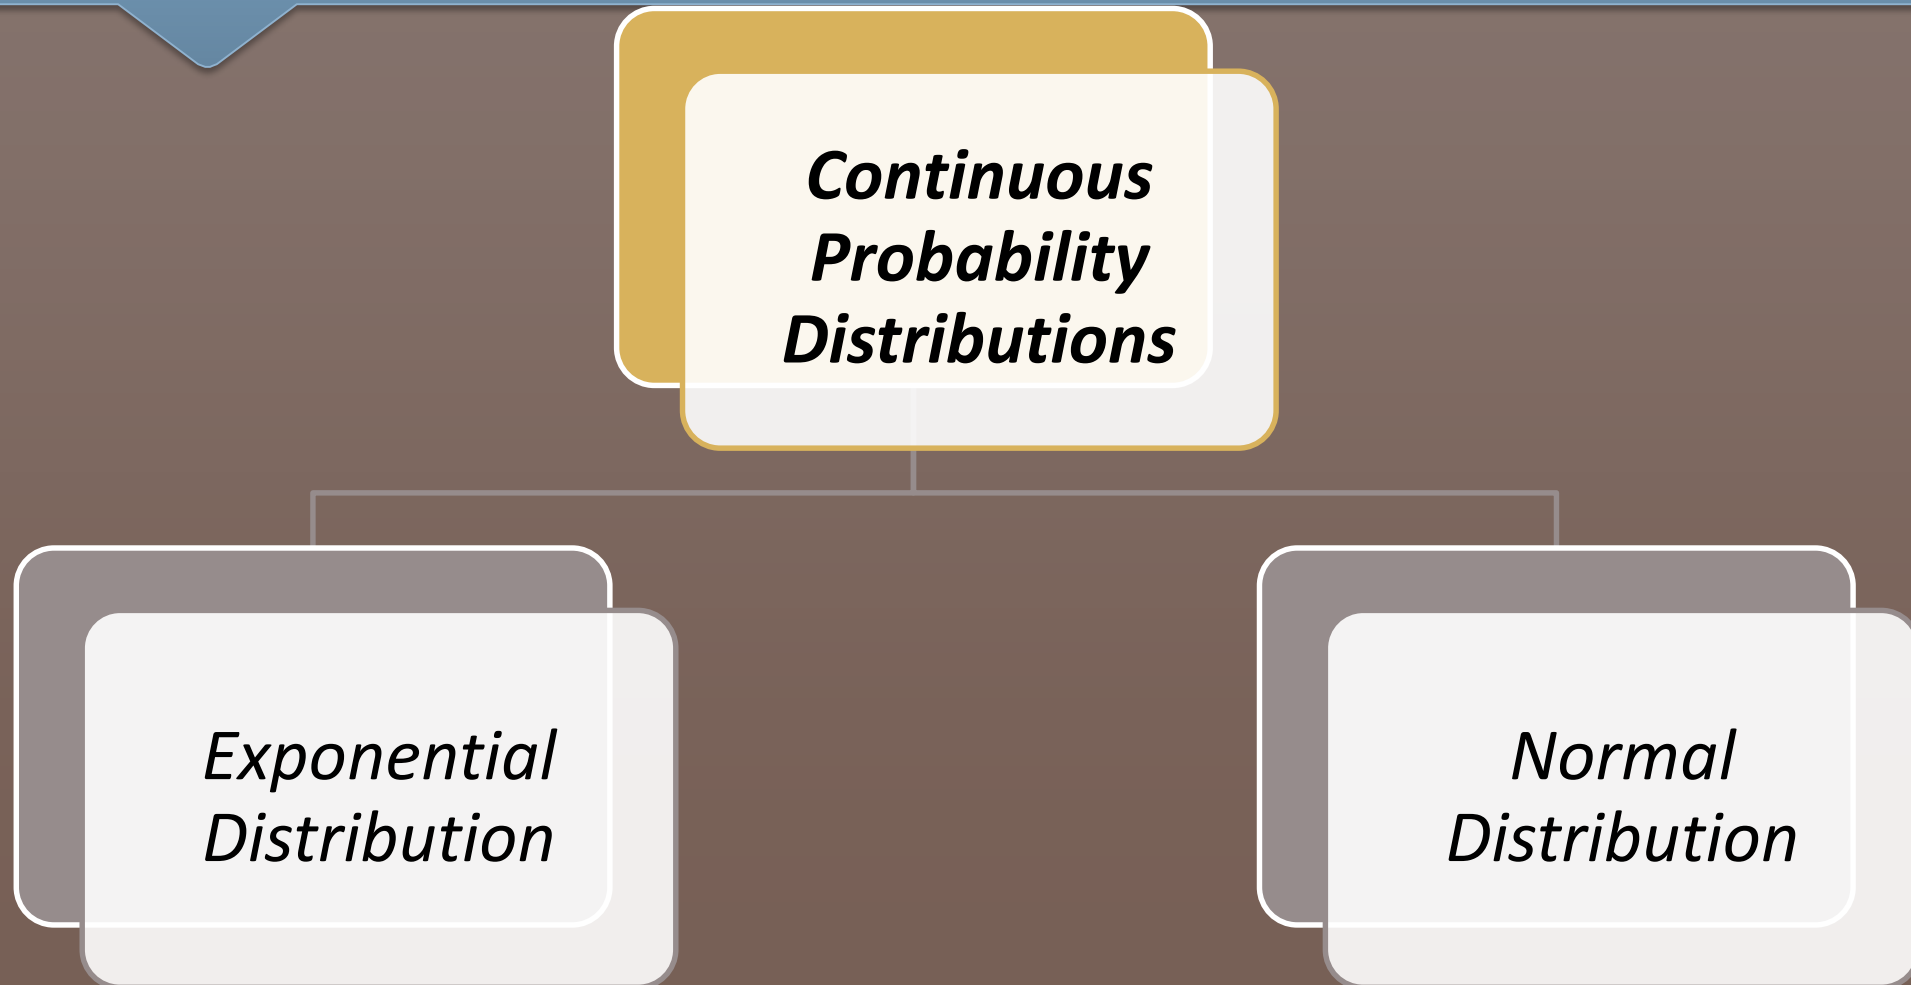 Continuous
Probability
Distributions
Exponential
Distribution
Normal
Distribution